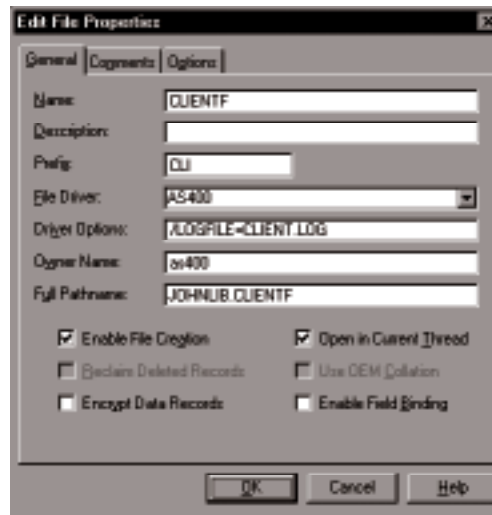 Edit File Properties
General Comments Options
Name: CLIENTF
Description:
Prefix: CLI
File Driver: AS400
Driver Options: /LOGFILE=CLIENT.LOG
Owner Name: as400
Full Pathname: JOHNLIB.CLIENTF
Enable File Creation Open in Current Thread
Reclaim Deleted Records Use OEM Collation
Encrypt Data Records Enable Field Binding
OK Cancel Help